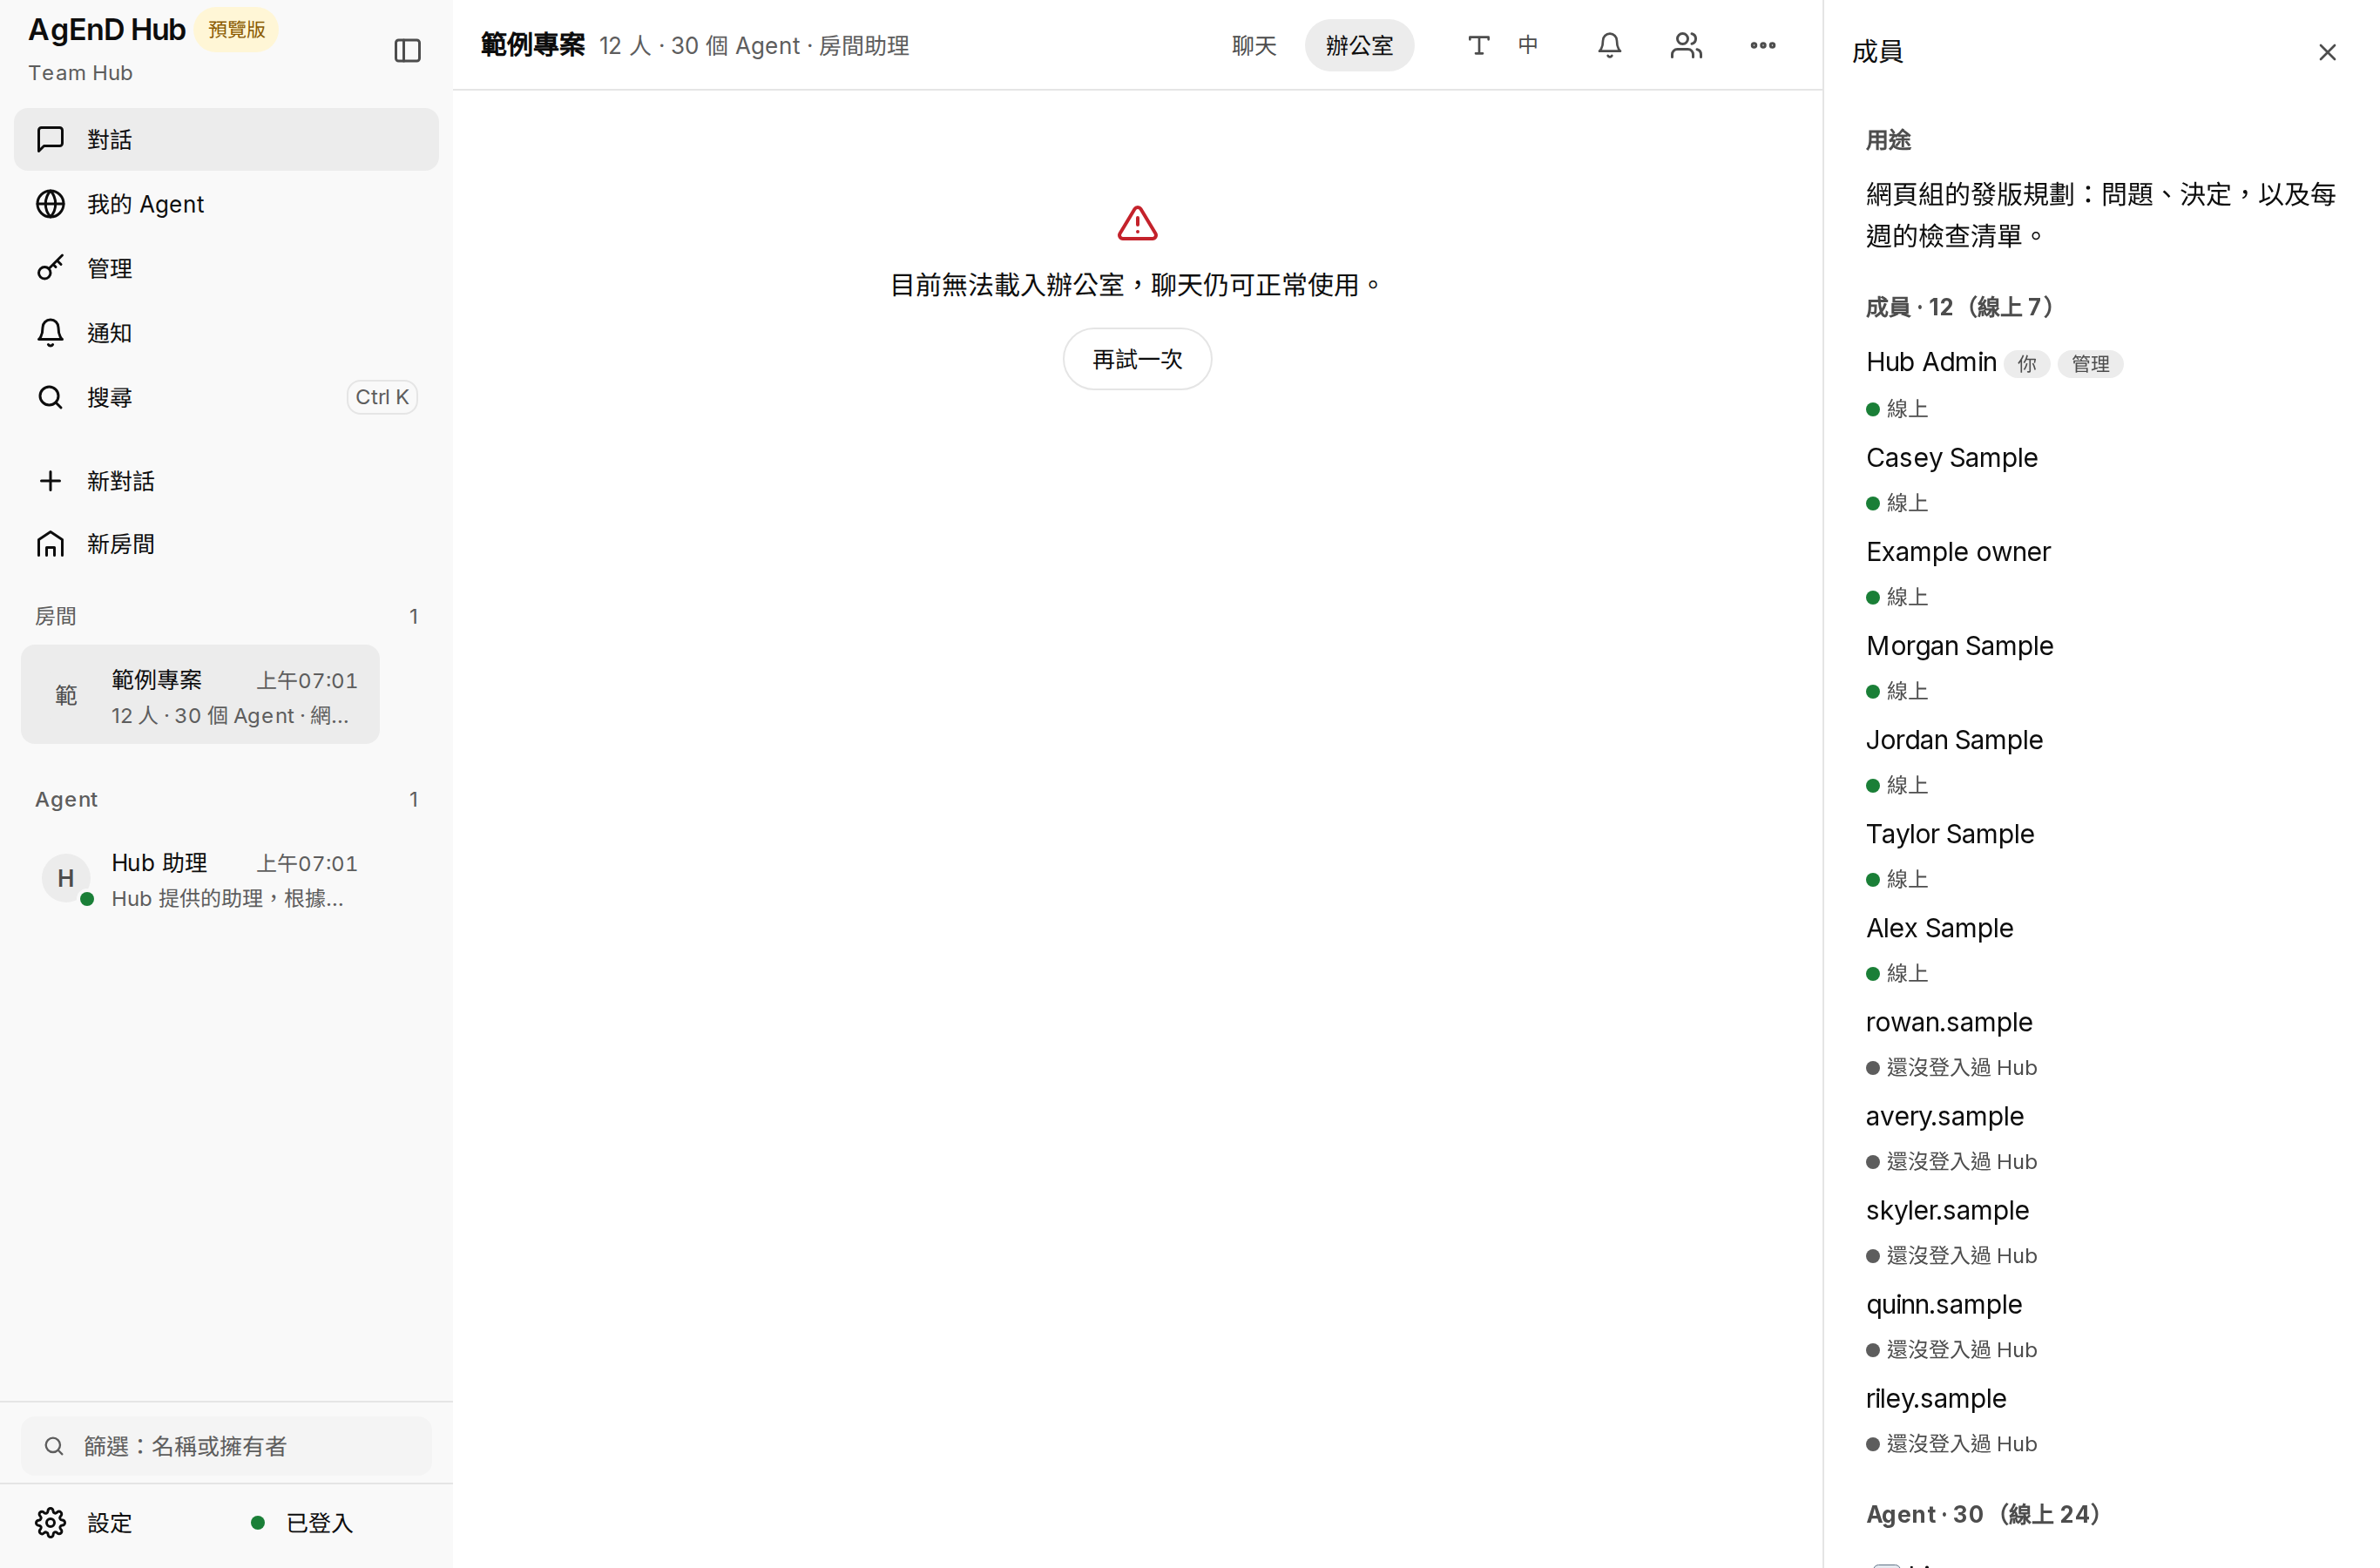 AgEnD Hub 預覽版
Team Hub
對話
我的 Agent
管理
通知
搜尋 Ctrl K
新對話
新房間
房間 1
範 範例專案 上午07:01
12 人 · 30 個 Agent · 網...
Agent 1
H Hub 助理 上午07:01
Hub 提供的助理，根據...
篩選：名稱或擁有者
設定 已登入
範例專案 12 人 · 30 個 Agent · 房間助理 聊天 辦公室 中
目前無法載入辦公室，聊天仍可正常使用。
再試一次
成員
用途
網頁組的發版規劃：問題、決定，以及每
週的檢查清單。
成員 · 12（線上 7）
Hub Admin 你 管理
線上
Casey Sample
線上
Example owner
線上
Morgan Sample
線上
Jordan Sample
線上
Taylor Sample
線上
Alex Sample
線上
rowan.sample
還沒登入過 Hub
avery.sample
還沒登入過 Hub
skyler.sample
還沒登入過 Hub
quinn.sample
還沒登入過 Hub
riley.sample
還沒登入過 Hub
Agent · 30（線上 24）